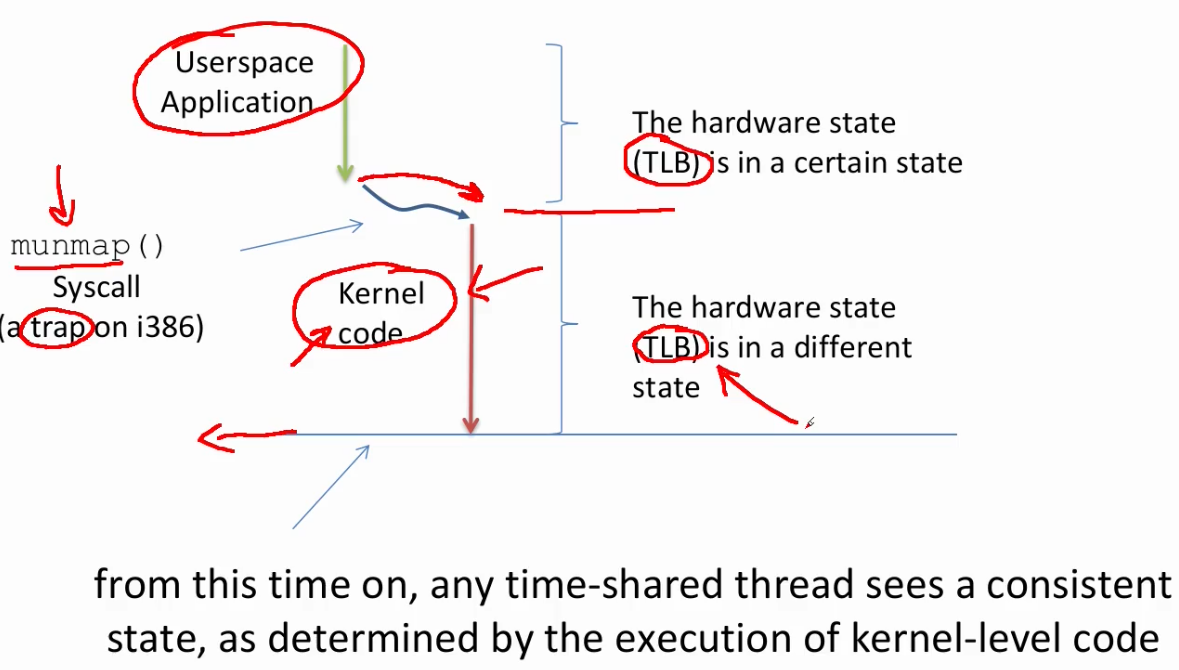 Userspace
Application
The hardware state
(TLB) is in a certain state
munmap()
Syscall
(a trap on i386)
Kernel
code
The hardware state
(TLB) is in a different
state
from this time on, any time-shared thread sees a consistent
state, as determined by the execution of kernel-level code